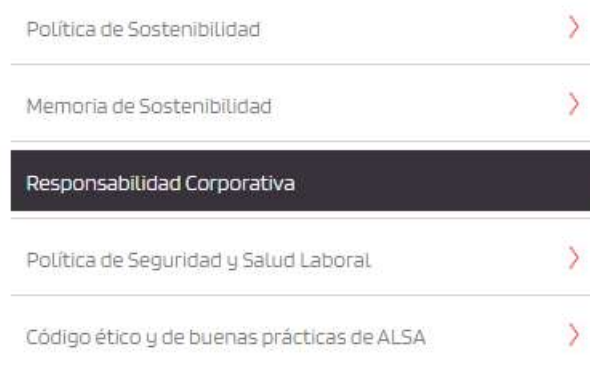 Política de Sostenibilidad
Memoria de Sostenibilidad
Responsabilidad Corporativa
Política de Seguridad y Salud Laboral
Código ético y de buenas prácticas de ALSA